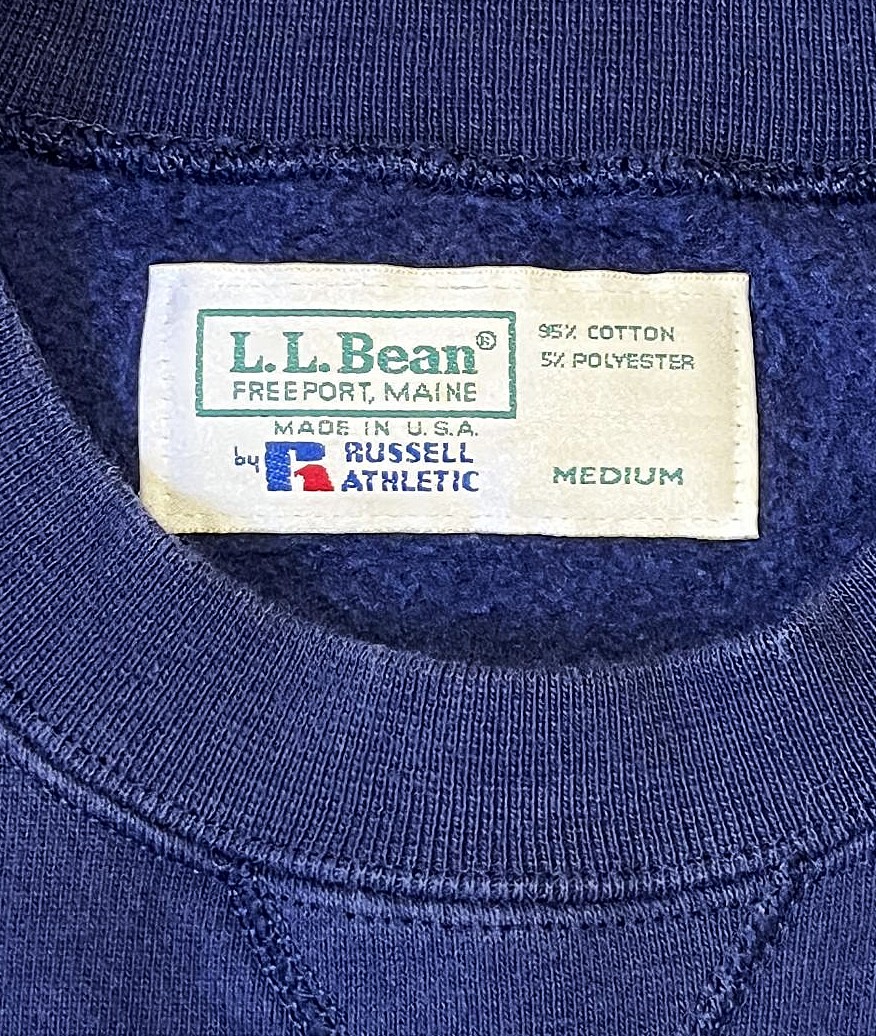 L.L.Bean®
FREEPORT, MAINE
MADE IN U.S.A.
by RUSSELL
ATHLETIC
95% COTTON
5% POLYESTER
MEDIUM